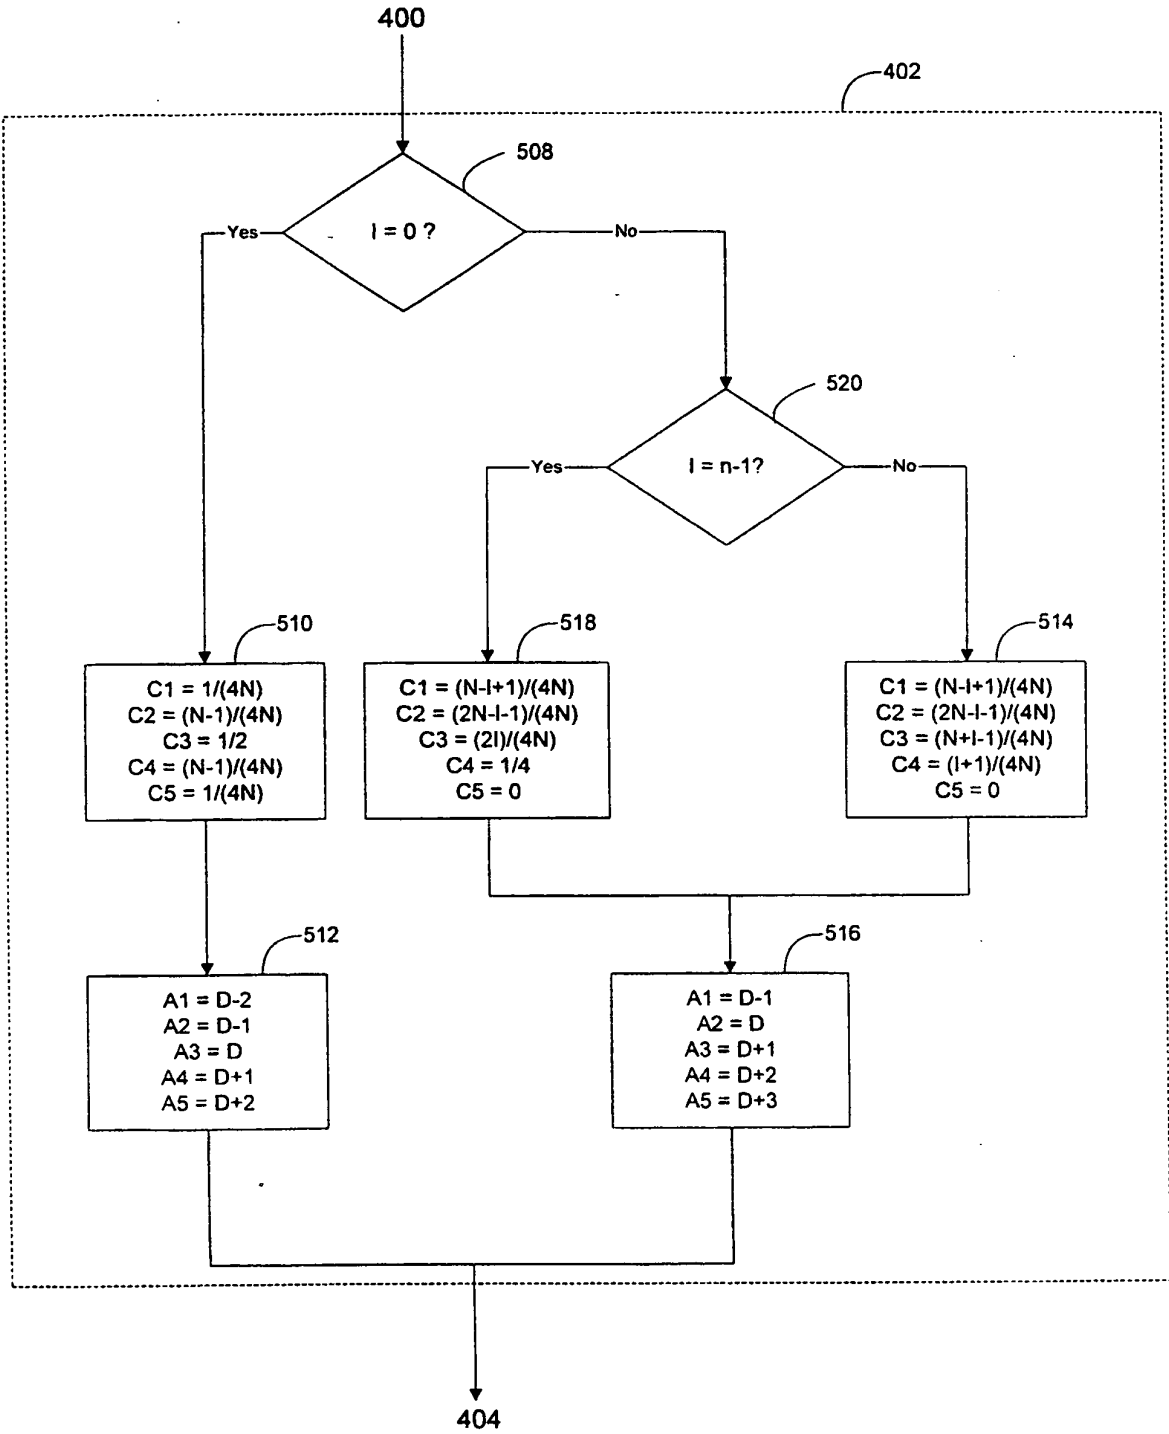 400
402
508
I = 0 ?
Yes
No
520
I = n-1?
Yes
No
510
C1 = 1/(4N)
C2 = (N-1)/(4N)
C3 = 1/2
C4 = (N-1)/(4N)
C5 = 1/(4N)
518
C1 = (N-I+1)/(4N)
C2 = (2N-I-1)/(4N)
C3 = (2I)/(4N)
C4 = 1/4
C5 = 0
514
C1 = (N-I+1)/(4N)
C2 = (2N-I-1)/(4N)
C3 = (N+I-1)/(4N)
C4 = (I+1)/(4N)
C5 = 0
512
A1 = D-2
A2 = D-1
A3 = D
A4 = D+1
A5 = D+2
516
A1 = D-1
A2 = D
A3 = D+1
A4 = D+2
A5 = D+3
404